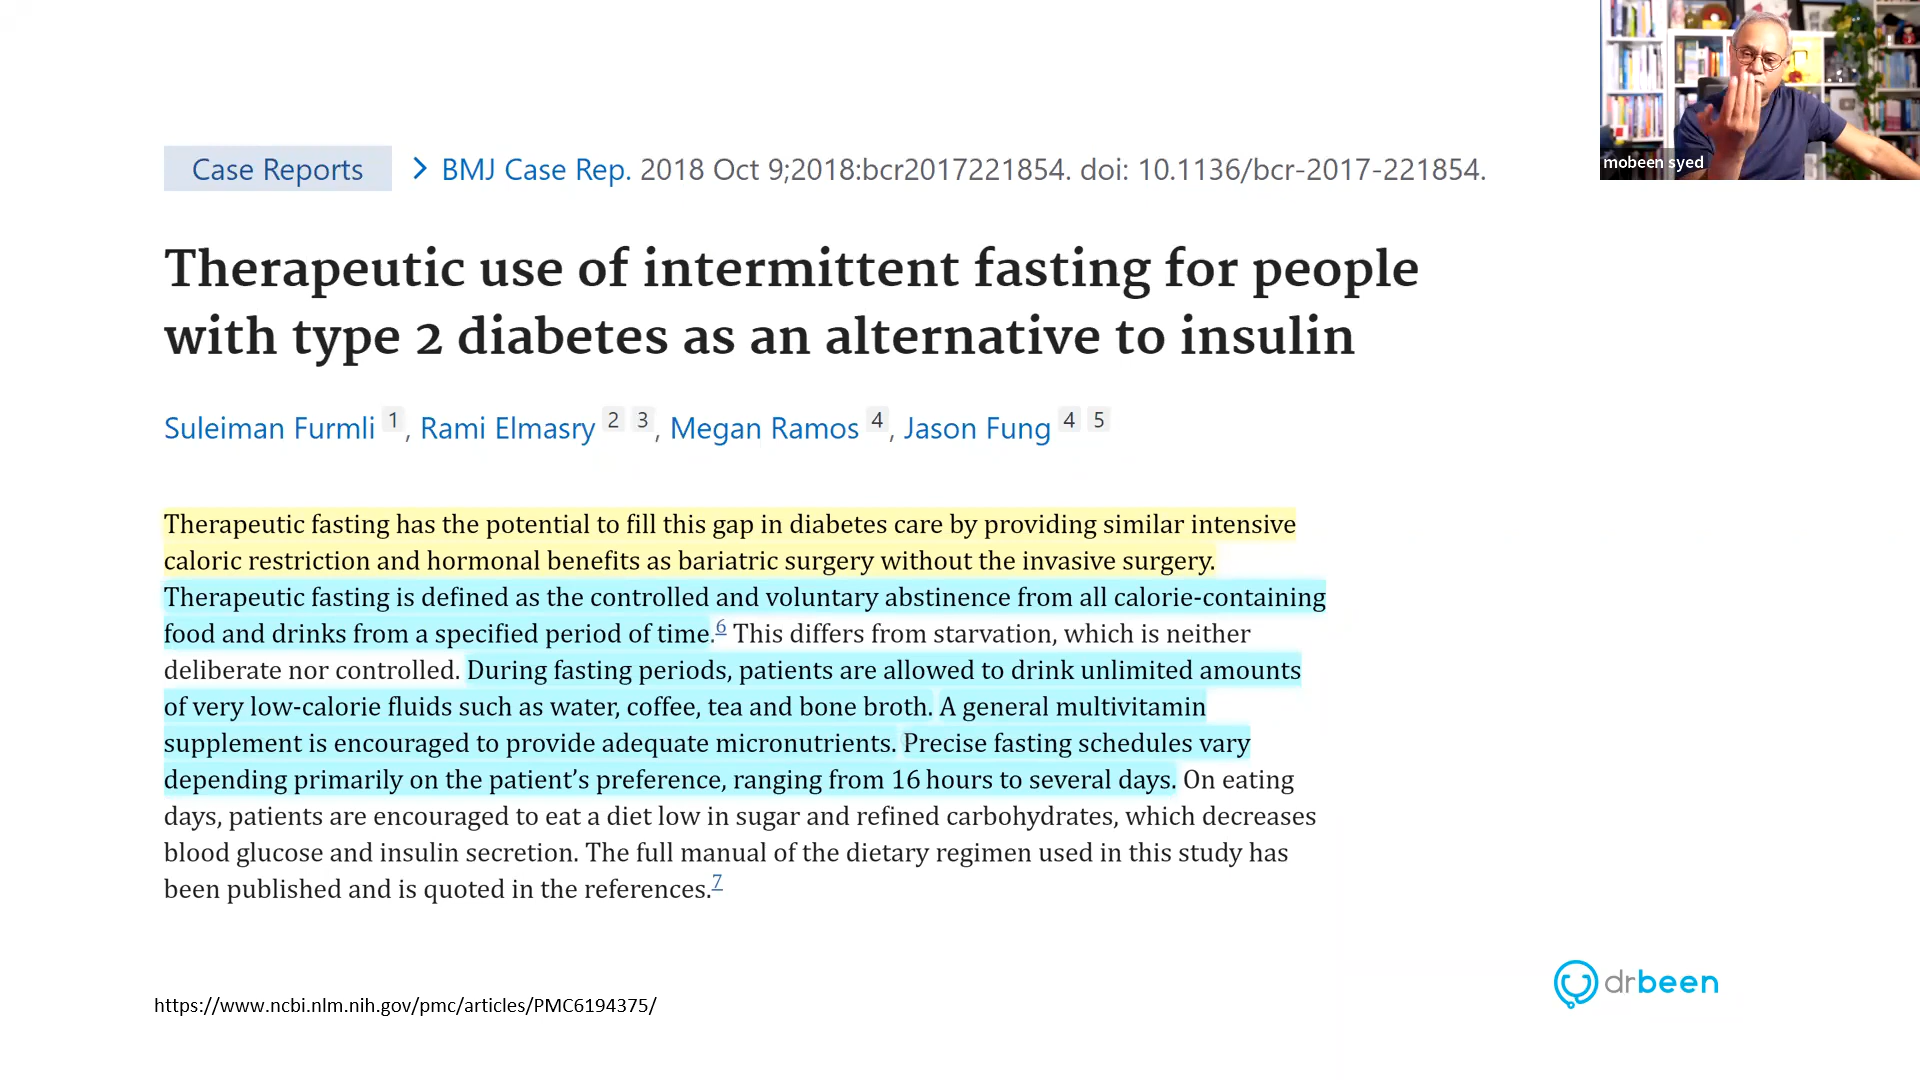 mobeen syed
Case Reports > BMJ Case Rep. 2018 Oct 9;2018:bcr2017221854. doi: 10.1136/bcr-2017-221854.
Therapeutic use of intermittent fasting for people
with type 2 diabetes as an alternative to insulin
Suleiman Furmli 1, Rami Elmasry 2 3, Megan Ramos 4, Jason Fung 4 5
Therapeutic fasting has the potential to fill this gap in diabetes care by providing similar intensive
caloric restriction and hormonal benefits as bariatric surgery without the invasive surgery.
Therapeutic fasting is defined as the controlled and voluntary abstinence from all calorie-containing
food and drinks from a specified period of time.6 This differs from starvation, which is neither
deliberate nor controlled. During fasting periods, patients are allowed to drink unlimited amounts
of very low-calorie fluids such as water, coffee, tea and bone broth. A general multivitamin
supplement is encouraged to provide adequate micronutrients. Precise fasting schedules vary
depending primarily on the patient’s preference, ranging from 16 hours to several days. On eating
days, patients are encouraged to eat a diet low in sugar and refined carbohydrates, which decreases
blood glucose and insulin secretion. The full manual of the dietary regimen used in this study has
been published and is quoted in the references.7
drbeen
https://www.ncbi.nlm.nih.gov/pmc/articles/PMC6194375/